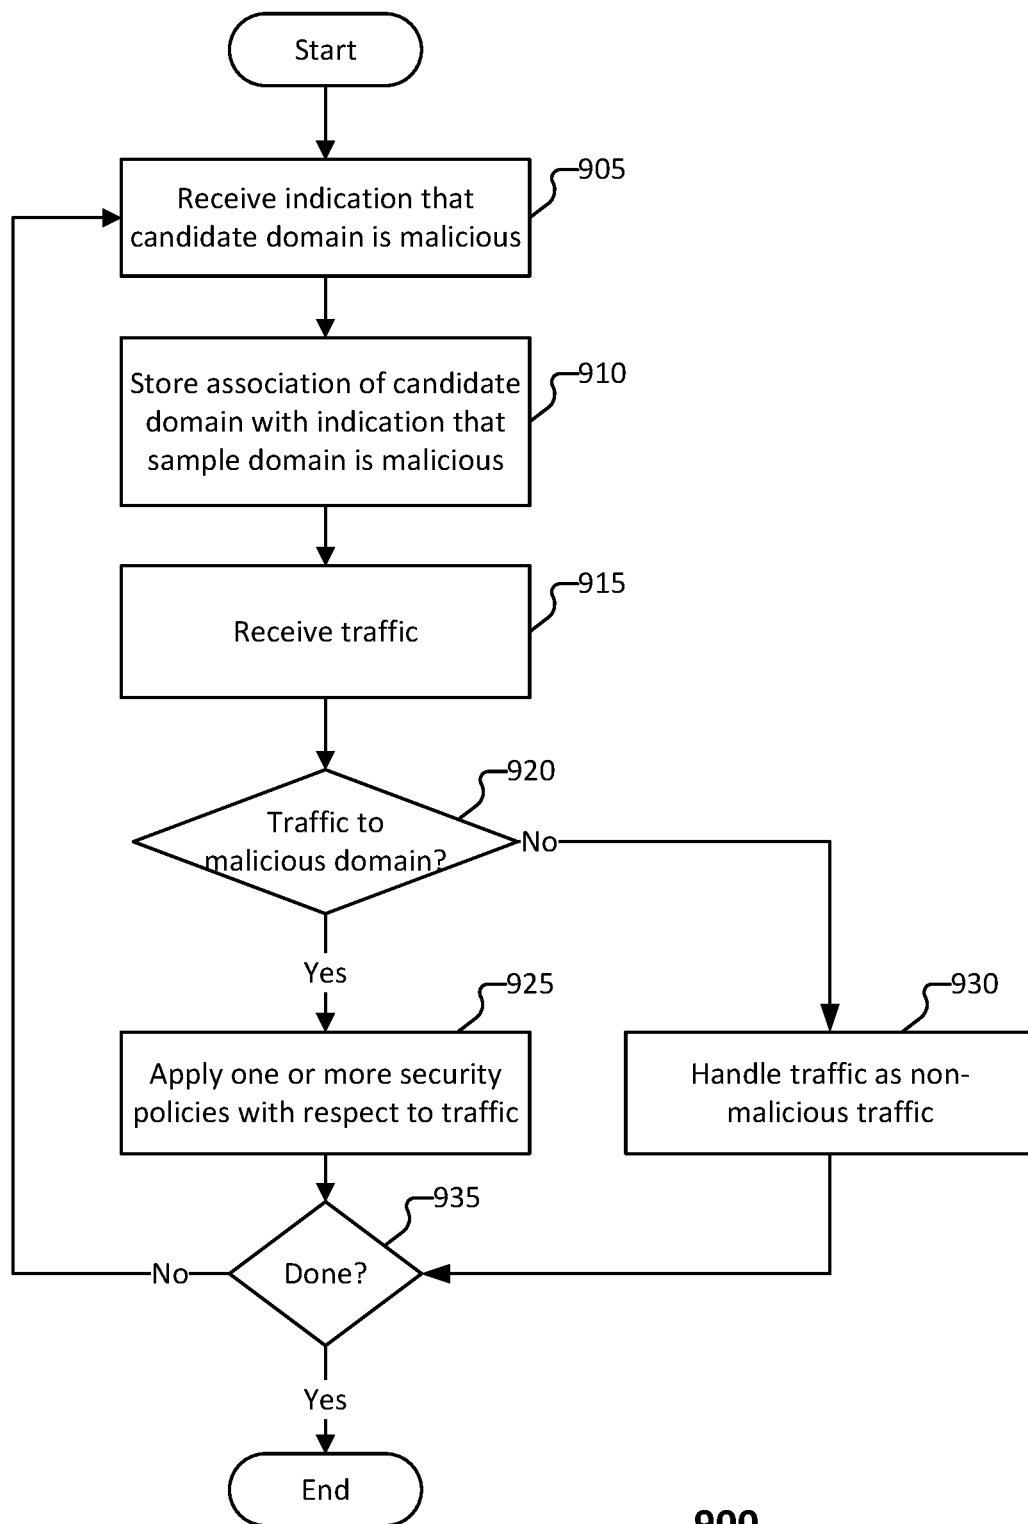 Start
Receive indication that
candidate domain is malicious
905
Store association of candidate
domain with indication that
sample domain is malicious
910
Receive traffic
915
Traffic to
malicious domain?
920
No
Yes
Apply one or more security
policies with respect to traffic
925
Handle traffic as non-
malicious traffic
930
Done?
935
No
Yes
End
900